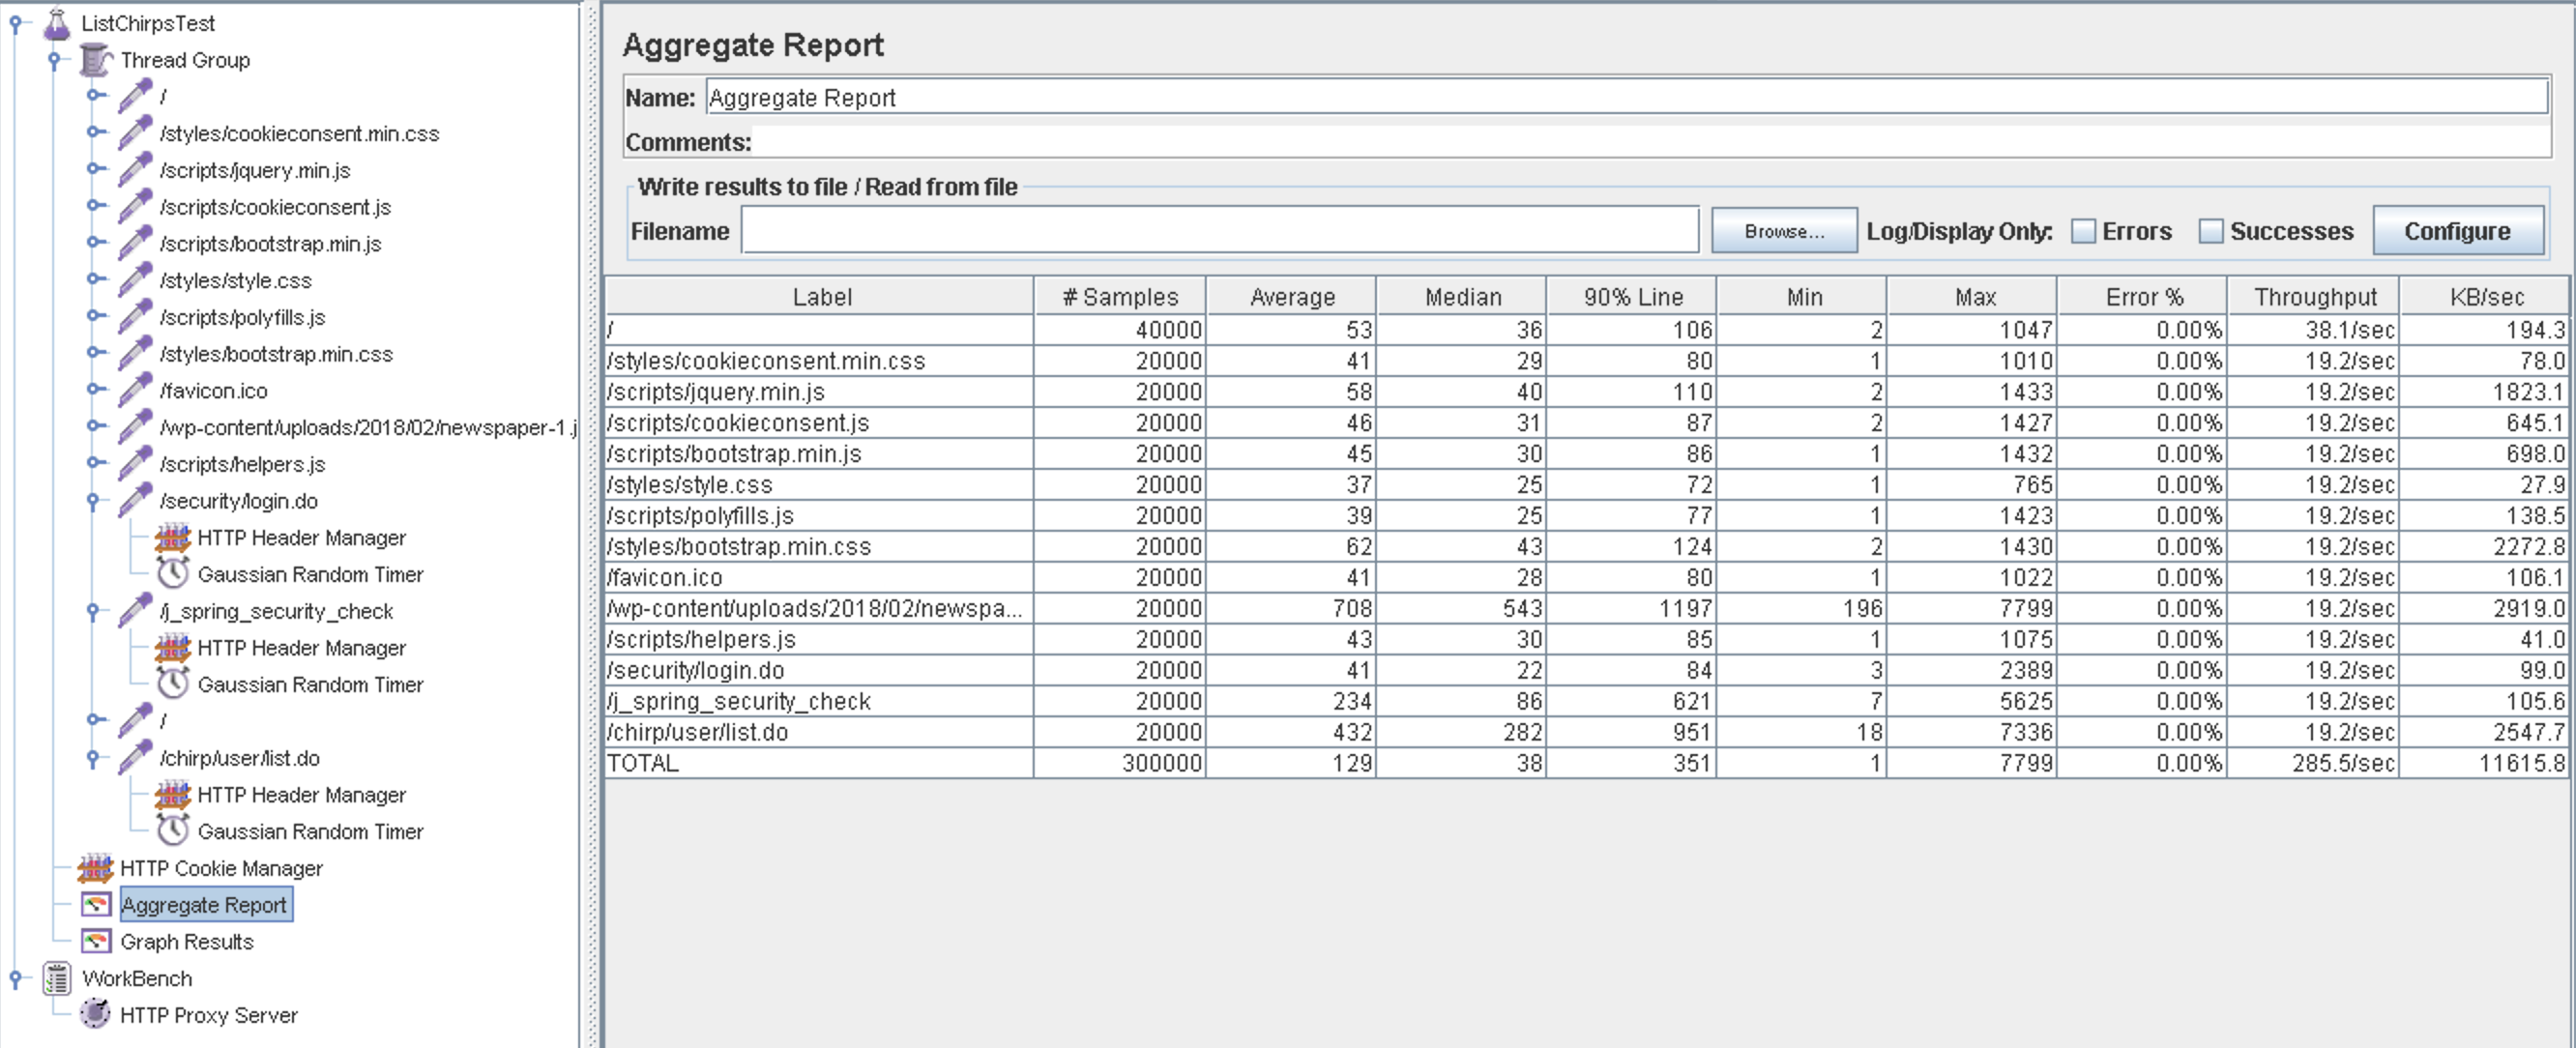 ListChirpsTest
Thread Group
/
/styles/cookieconsent.min.css
/scripts/jquery.min.js
/scripts/cookieconsent.js
/scripts/bootstrap.min.js
/styles/style.css
/scripts/polyfills.js
/styles/bootstrap.min.css
/favicon.ico
/wp-content/uploads/2018/02/newspaper-1.j
/scripts/helpers.js
/security/login.do
HTTP Header Manager
Gaussian Random Timer
/j_spring_security_check
HTTP Header Manager
Gaussian Random Timer
/
/chirp/user/list.do
HTTP Header Manager
Gaussian Random Timer
HTTP Cookie Manager
Aggregate Report
Graph Results
WorkBench
HTTP Proxy Server
Aggregate Report
Name: Aggregate Report
Comments:
Write results to file / Read from file
Filename Browse... Log/Display Only: Errors Successes Configure
Label # Samples Average Median 90% Line Min Max Error % Throughput KB/sec
/ 40000 53 36 106 2 1047 0.00% 38.1/sec 194.3
/styles/cookieconsent.min.css 20000 41 29 80 1 1010 0.00% 19.2/sec 78.0
/scripts/jquery.min.js 20000 58 40 110 2 1433 0.00% 19.2/sec 1823.1
/scripts/cookieconsent.js 20000 46 31 87 2 1427 0.00% 19.2/sec 645.1
/scripts/bootstrap.min.js 20000 45 30 86 1 1432 0.00% 19.2/sec 698.0
/styles/style.css 20000 37 25 72 1 765 0.00% 19.2/sec 27.9
/scripts/polyfills.js 20000 39 25 77 1 1423 0.00% 19.2/sec 138.5
/styles/bootstrap.min.css 20000 62 43 124 2 1430 0.00% 19.2/sec 2272.8
/favicon.ico 20000 41 28 80 1 1022 0.00% 19.2/sec 106.1
/wp-content/uploads/2018/02/newspa... 20000 708 543 1197 196 7799 0.00% 19.2/sec 2919.0
/scripts/helpers.js 20000 43 30 85 1 1075 0.00% 19.2/sec 41.0
/security/login.do 20000 41 22 84 3 2389 0.00% 19.2/sec 99.0
/j_spring_security_check 20000 234 86 621 7 5625 0.00% 19.2/sec 105.6
/chirp/user/list.do 20000 432 282 951 18 7336 0.00% 19.2/sec 2547.7
TOTAL 300000 129 38 351 1 7799 0.00% 285.5/sec 11615.8